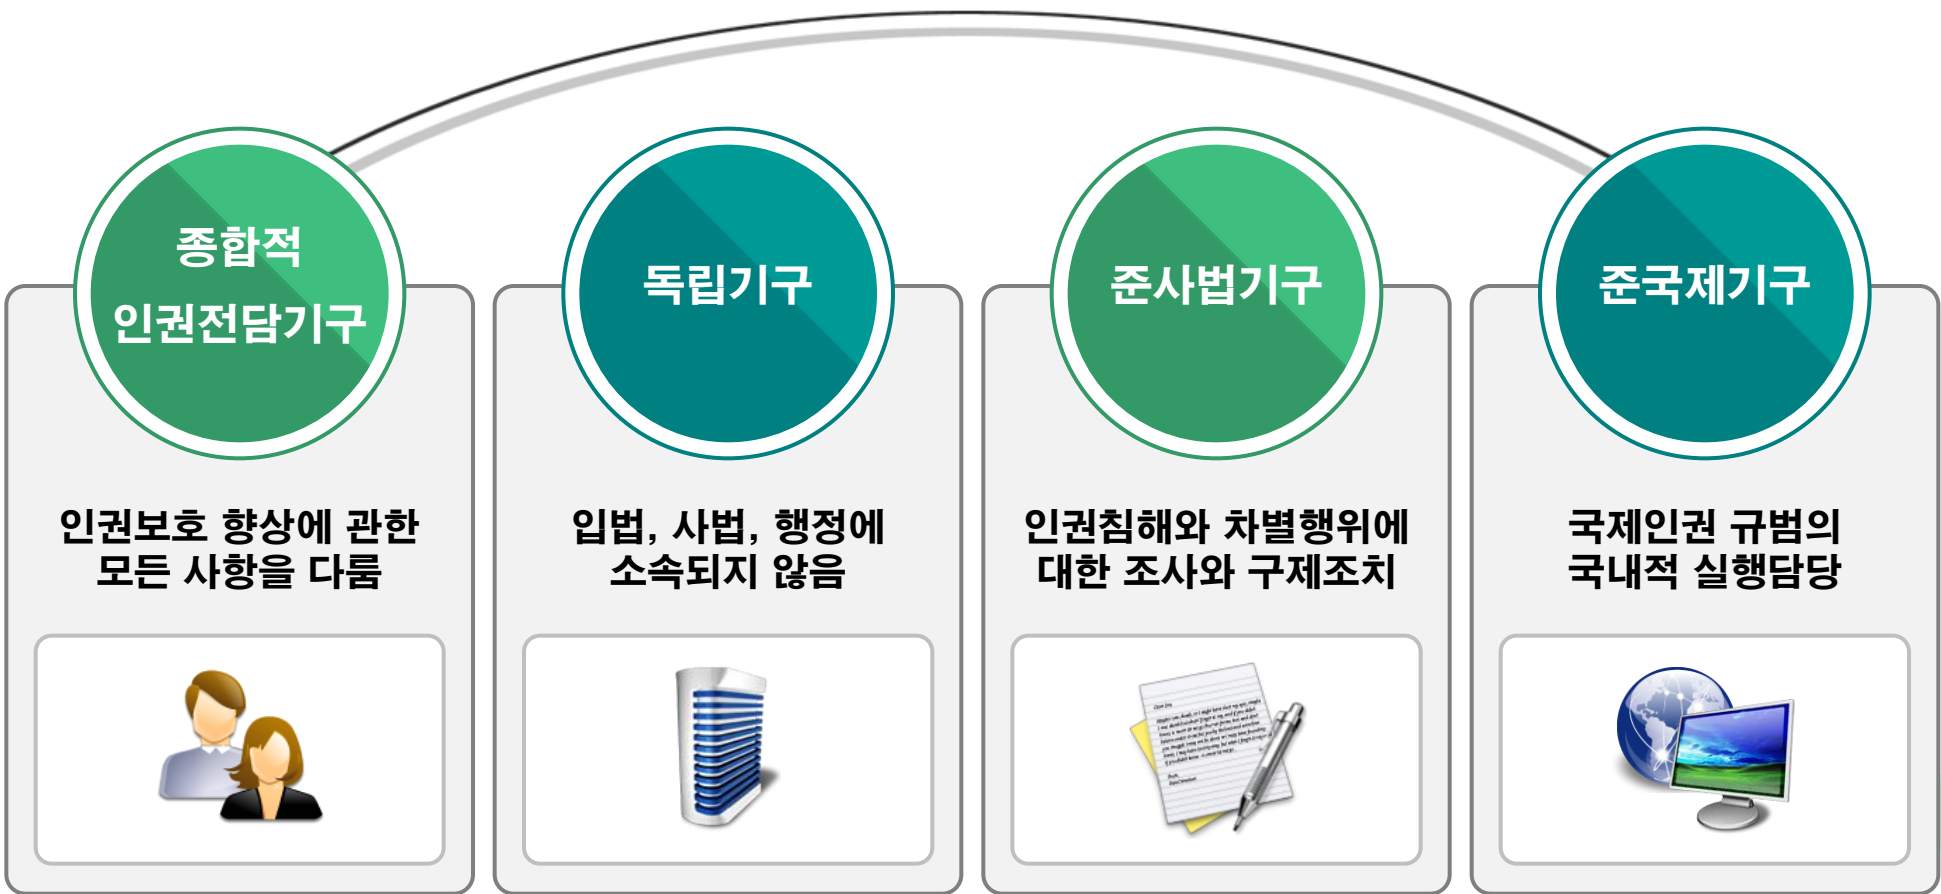 종합적
인권전담기구
독립기구
준사법기구
준국제기구
인권보호 향상에 관한
모든 사항을 다룸
입법, 사법, 행정에
소속되지 않음
인권침해와 차별행위에
대한 조사와 구제조치
국제인권 규범의
국내적 실행담당